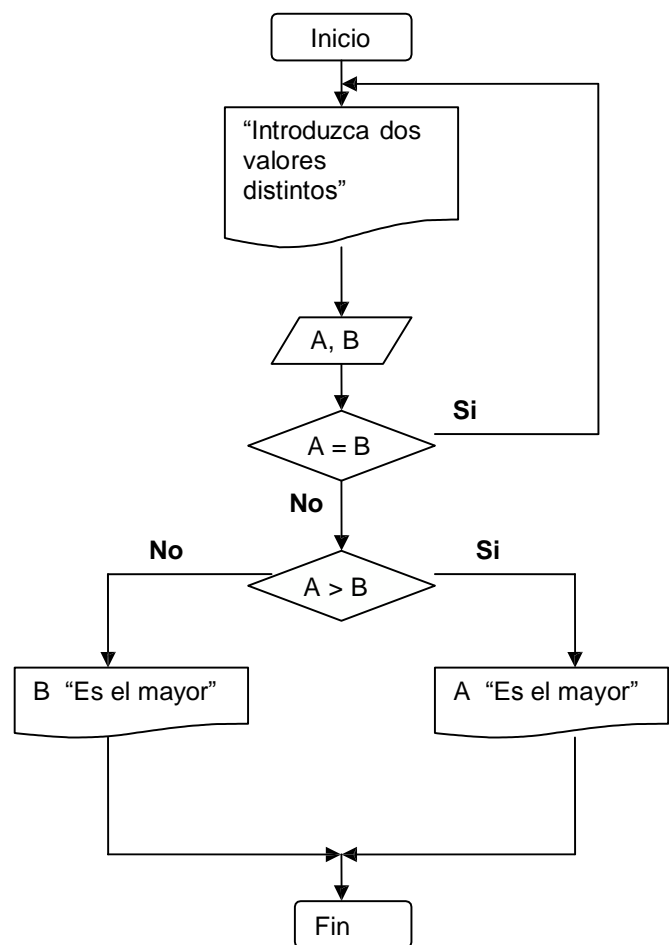 Inicio
“Introduzca dos
valores
distintos”
A, B
Si
A = B
No
No
Si
A > B
B “Es el mayor”
A “Es el mayor”
Fin